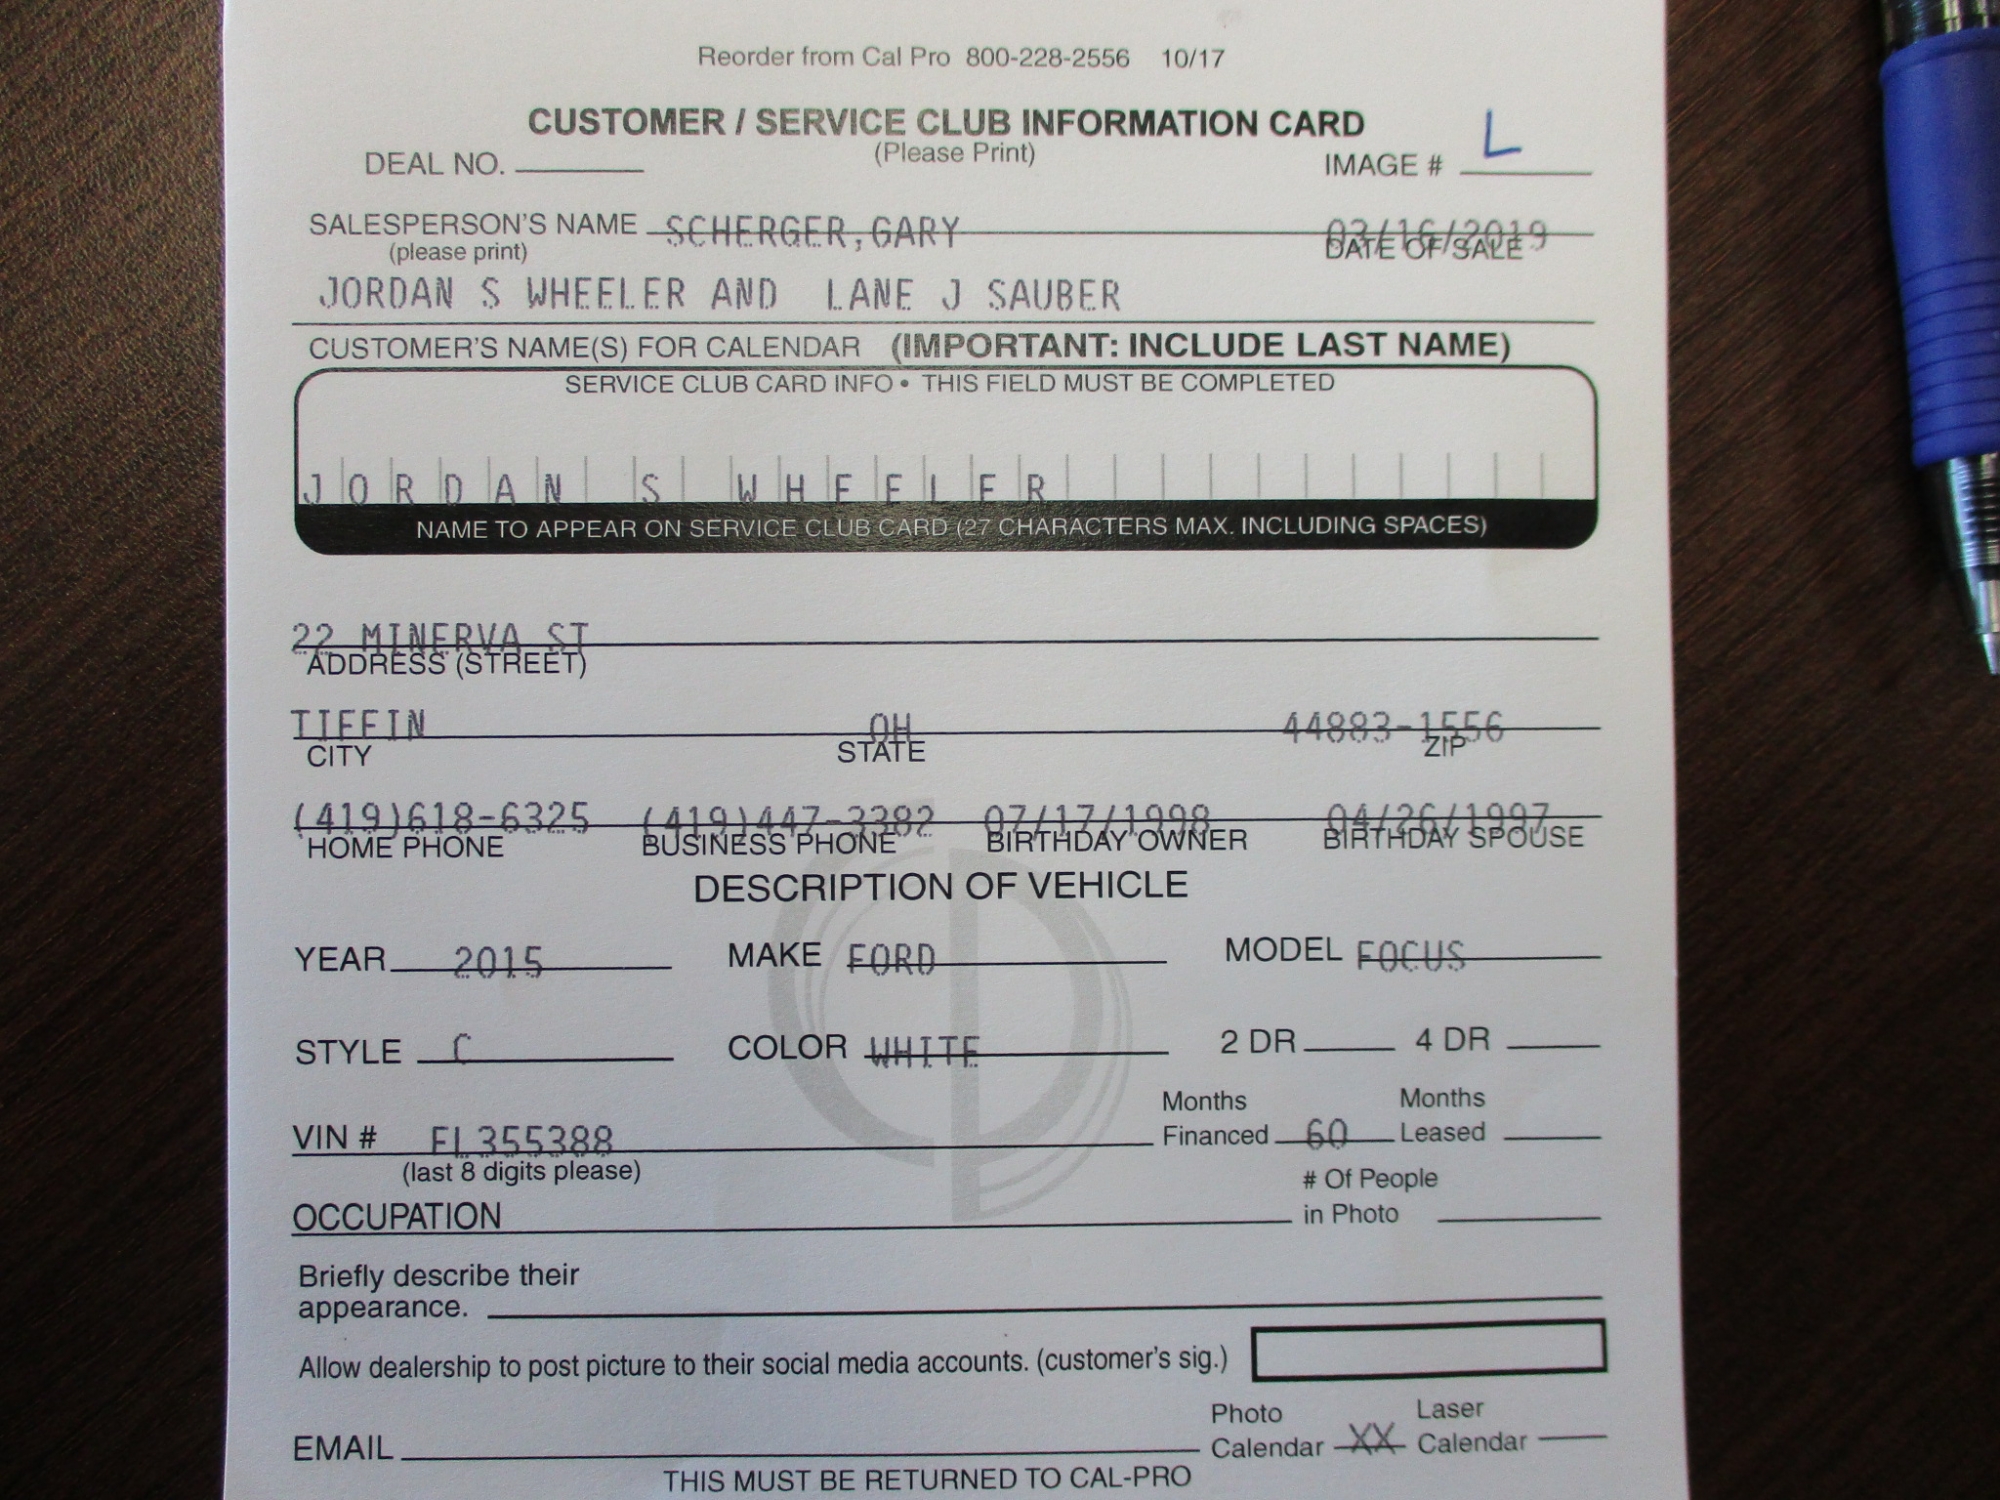 Reorder from Cal Pro 800-228-2556 10/17
CUSTOMER / SERVICE CLUB INFORMATION CARD
(Please Print)
DEAL NO.
IMAGE # L
SALESPERSON'S NAME SCHERGER,GARY 03/16/2019
(please print) DATE OF SALE
JORDAN S WHEELER AND LANE J SAUBER
CUSTOMER'S NAME(S) FOR CALENDAR (IMPORTANT: INCLUDE LAST NAME)
SERVICE CLUB CARD INFO • THIS FIELD MUST BE COMPLETED
JORDAN S WHEELER
NAME TO APPEAR ON SERVICE CLUB CARD (27 CHARACTERS MAX. INCLUDING SPACES)
22 MINERVA ST
ADDRESS (STREET)
TIFFIN OH 44883-1556
CITY STATE ZIP
(419)618-6325 (419)447-3382 07/17/1998 04/26/1997
HOME PHONE BUSINESS PHONE BIRTHDAY OWNER BIRTHDAY SPOUSE
DESCRIPTION OF VEHICLE
YEAR 2015 MAKE FORD MODEL FOCUS
STYLE C COLOR WHITE 2 DR 4 DR
Months Months
VIN # FL355388 Financed 60 Leased
(last 8 digits please) # Of People
OCCUPATION in Photo
Briefly describe their
appearance.
Allow dealership to post picture to their social media accounts. (customer's sig.)
Photo Laser
EMAIL Calendar XX Calendar
THIS MUST BE RETURNED TO CAL-PRO